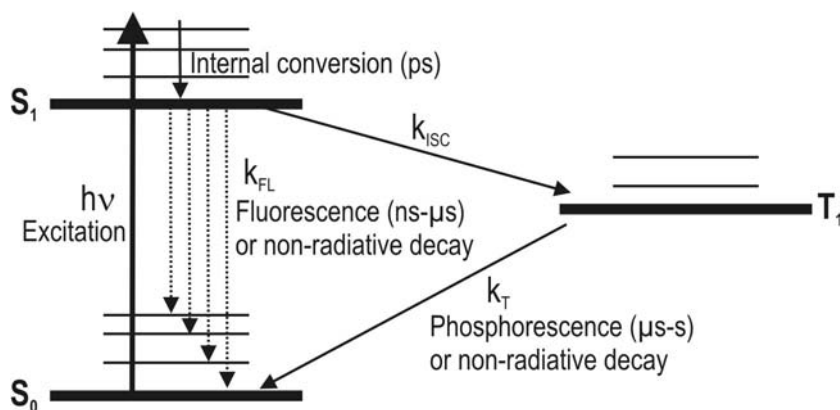 Internal conversion (ps)
S1
kISC
kFL
hν
Excitation
Fluorescence (ns-µs)
or non-radiative decay
T1
kT
Phosphorescence (µs-s)
or non-radiative decay
S0